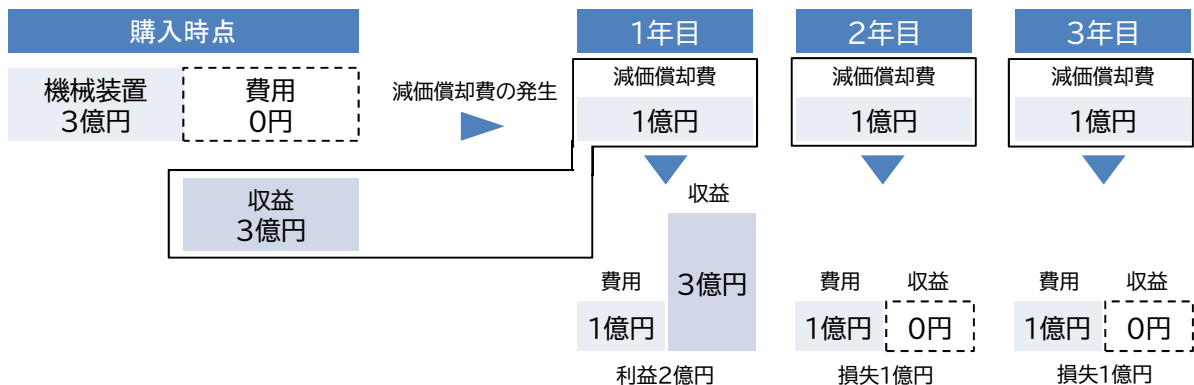 購入時点
機械装置
3億円
費用
0円
収益
3億円
減価償却費の発生
1年目
減価償却費
1億円
収益
3億円
費用
1億円
利益2億円
2年目
減価償却費
1億円
費用
1億円
収益
0円
損失1億円
3年目
減価償却費
1億円
費用
1億円
収益
0円
損失1億円